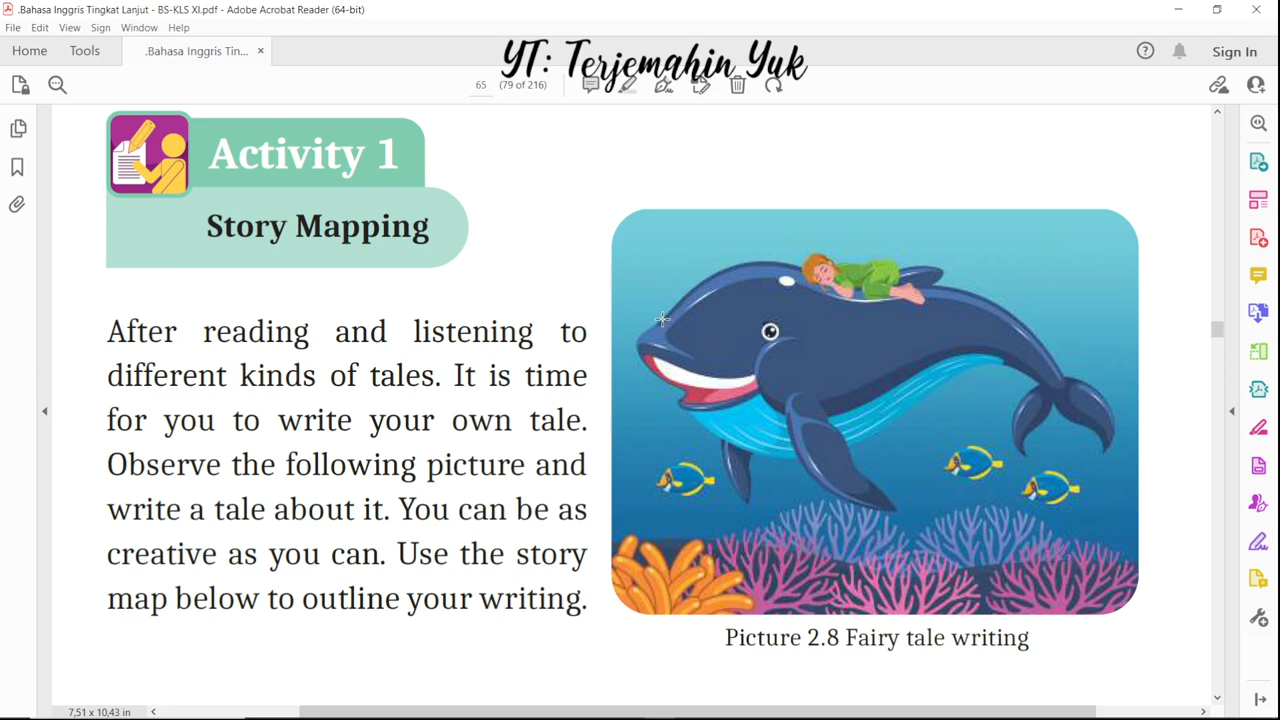 .Bahasa Inggris Tingkat Lanjut - BS-KLS XI.pdf - Adobe Acrobat Reader (64-bit)
File Edit View Sign Window Help
Home Tools .Bahasa Inggris Tin... × Sign In
YT: Terjemahin Yuk
65 (79 of 216)
Activity 1
Story Mapping
After reading and listening to
different kinds of tales. It is time
for you to write your own tale.
Observe the following picture and
write a tale about it. You can be as
creative as you can. Use the story
map below to outline your writing.
Picture 2.8 Fairy tale writing
7,51 x 10,43 in